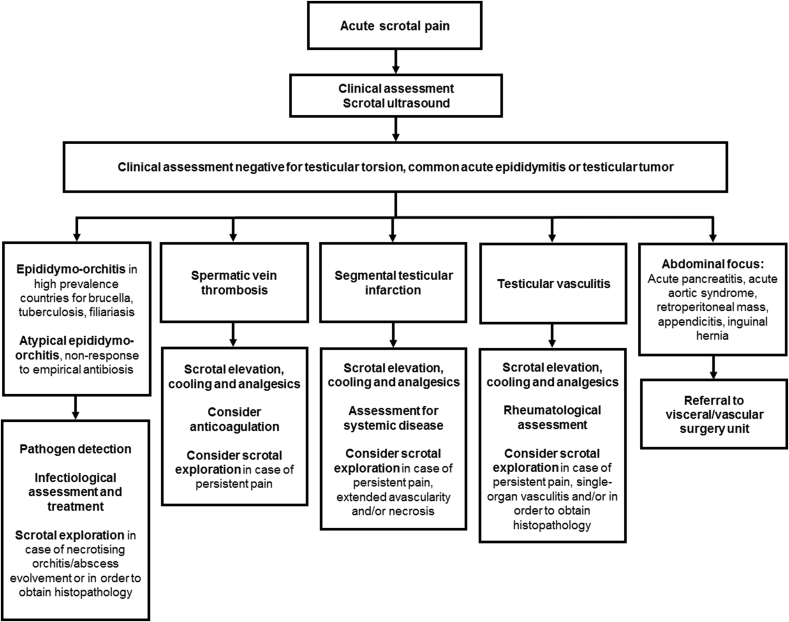 Acute scrotal pain
Clinical assessment
Scrotal ultrasound
Clinical assessment negative for testicular torsion, common acute epididymitis or testicular tumor
Epididymo-orchitis in
high prevalence
countries for brucella,
tuberculosis, filiariasis
Atypical epididymo-
orchitis, non-response
to empirical antibiosis
Pathogen detection
Infectiological
assessment and
treatment
Scrotal exploration in
case of necrotising
orchitis/abscess
evolvement or in order to
obtain histopathology
Spermatic vein
thrombosis
Scrotal elevation,
cooling and analgesics
Consider
anticoagulation
Consider scrotal
exploration in case of
persistent pain
Segmental testicular
infarction
Scrotal elevation,
cooling and analgesics
Assessment for
systemic disease
Consider scrotal
exploration in case of
persistent pain,
extended avascularity
and/or necrosis
Testicular vasculitis
Scrotal elevation,
cooling and analgesics
Rheumatological
assessment
Consider scrotal
exploration in case of
persistent pain, single-
organ vasculitis and/or in
order to obtain
histopathology
Abdominal focus:
Acute pancreatitis, acute
aortic syndrome,
retroperitoneal mass,
appendicitis, inguinal
hernia
Referral to
visceral/vascular
surgery unit